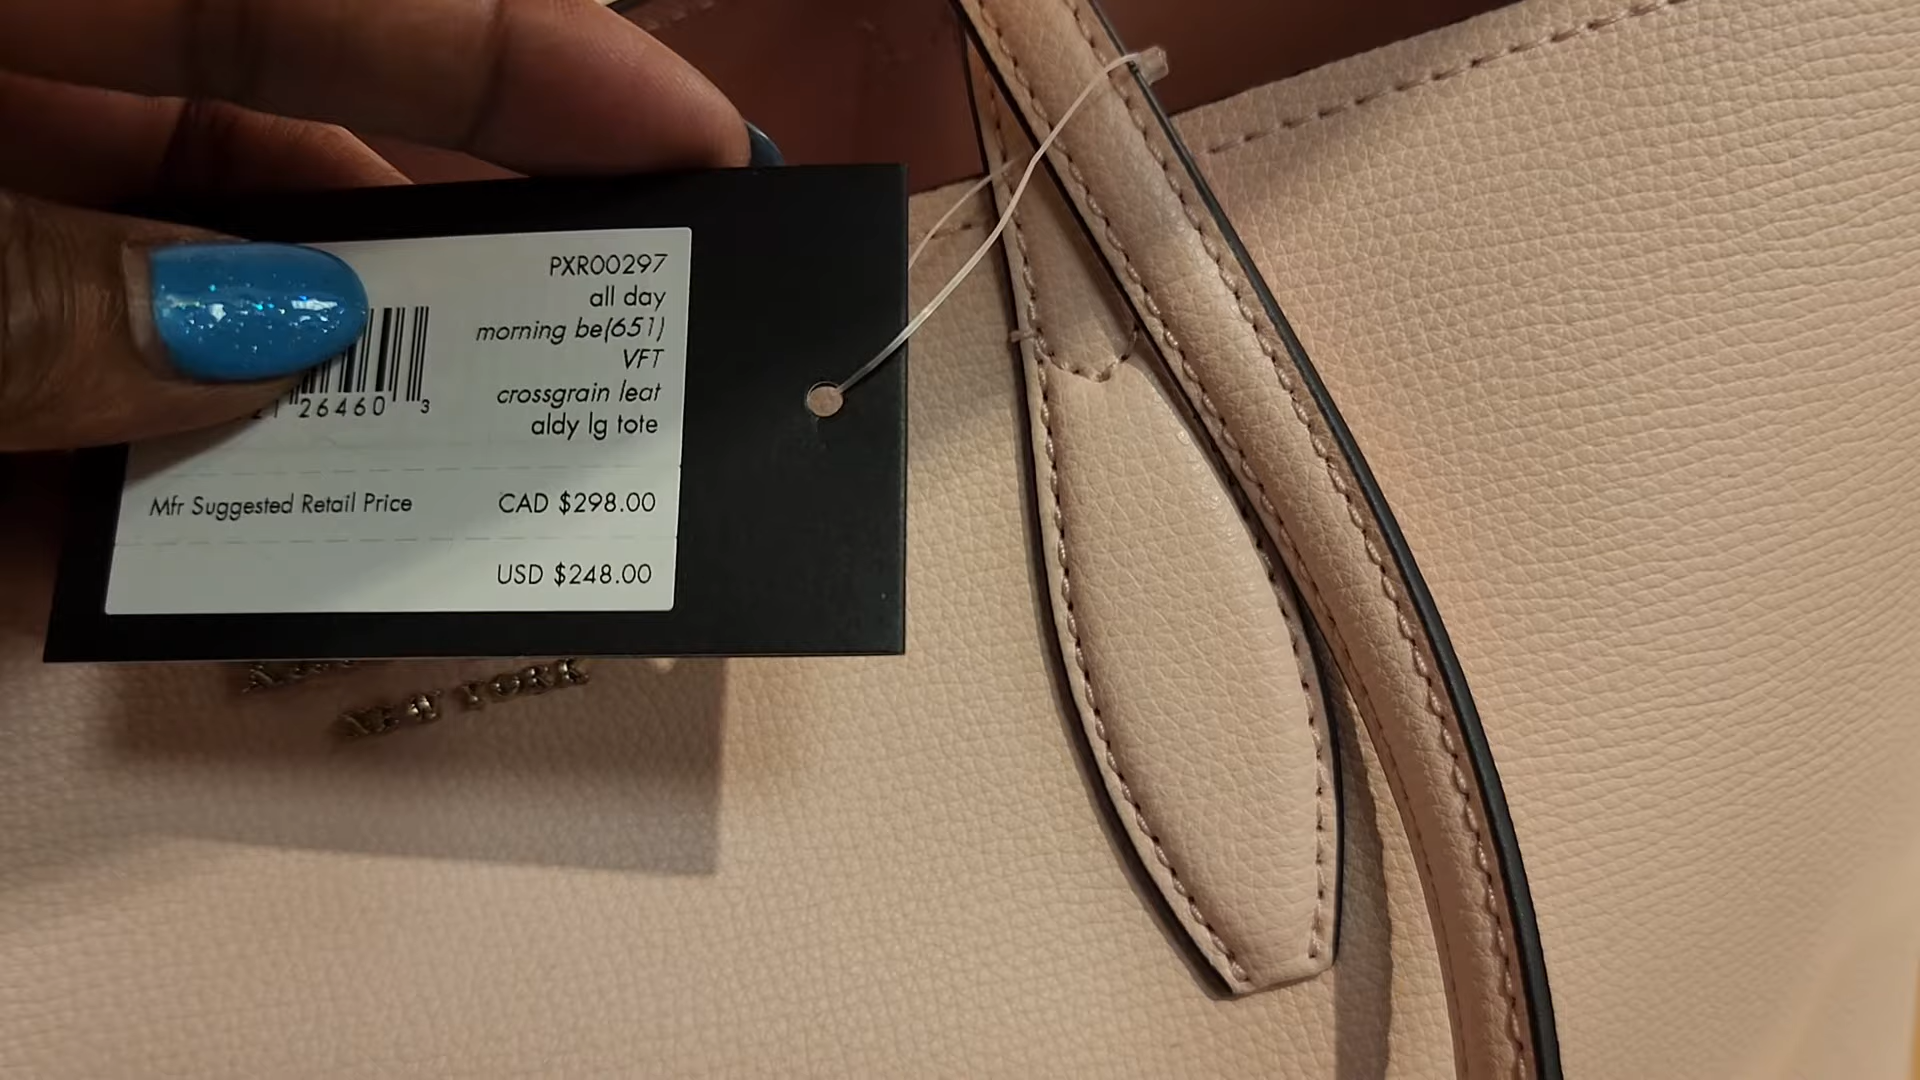 PXR00297
all day
morning be(651)
VFT
crossgrain leat
aldy lg tote
26460 3
Mfr Suggested Retail Price CAD $298.00
USD $248.00
NEW YORK